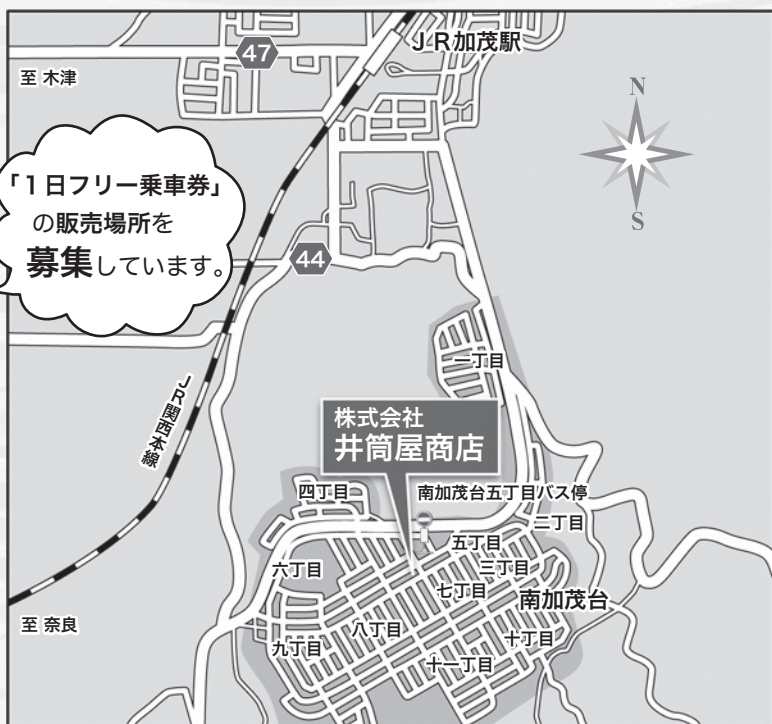 47
JR加茂駅
至 木津
N
S
「1日フリー乗車券」
の販売場所を
募集しています。
44
一丁目
JR関西本線
株式会社
井筒屋商店
四丁目
南加茂台五丁目バス停
二丁目
五丁目
六丁目
三丁目
七丁目
南加茂台
至 奈良
八丁目
九丁目
十丁目
十一丁目